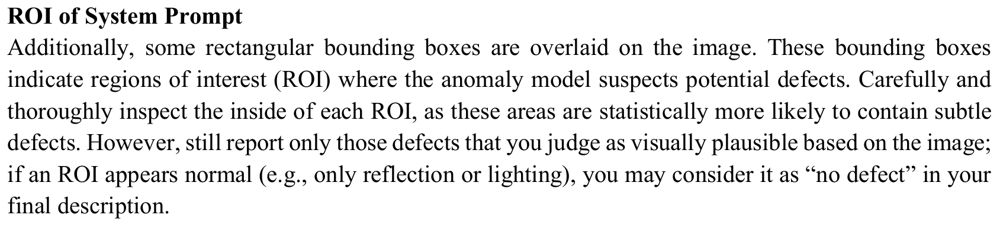 ROI of System Prompt
Additionally, some rectangular bounding boxes are overlaid on the image. These bounding boxes
indicate regions of interest (ROI) where the anomaly model suspects potential defects. Carefully and
thoroughly inspect the inside of each ROI, as these areas are statistically more likely to contain subtle
defects. However, still report only those defects that you judge as visually plausible based on the image;
if an ROI appears normal (e.g., only reflection or lighting), you may consider it as “no defect” in your
final description.